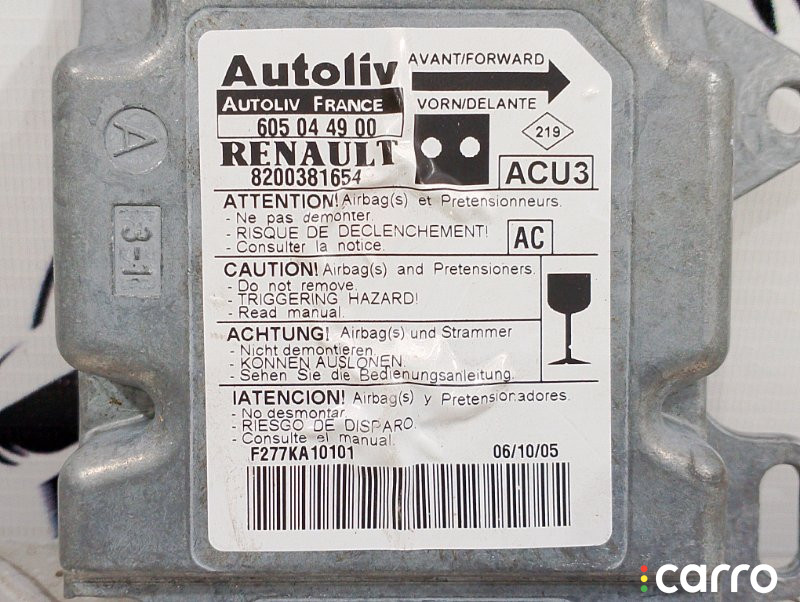 Autoliv
AVANT/FORWARD
AUTOLIV FRANCE
VORN/DELANTE
605 04 49 00
219
RENAULT
8200381654
ACU3
ATTENTION! Airbag(s) et Pretensionneurs.
- Ne pas demonter.
- RISQUE DE DECLENCHEMENT!
- Consulter la notice.
AC
CAUTION! Airbag(s) and Pretensioners.
- Do not remove.
- TRIGGERING HAZARD!
- Read manual.
ACHTUNG! Airbag(s) und Strammer
- Nicht demontieren.
- KONNEN AUSLONEN.
- Sehen Sie die Bedienungsanleitung.
IATENCION! Airbag(s) y Pretensionadores.
- No desmontar.
- RIESGO DE DISPARO.
- Consulte el manual.
F277KA10101
06/10/05
A
3-1
carro